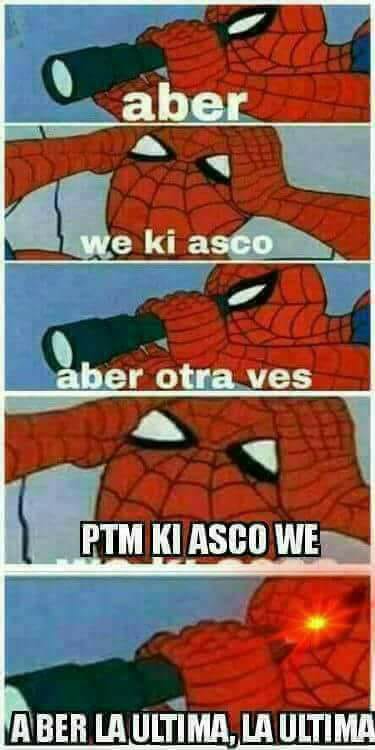 aber
we ki asco
aber otra ves
PTM KI ASCO WE
A BER LA ULTIMA, LA ULTIMA